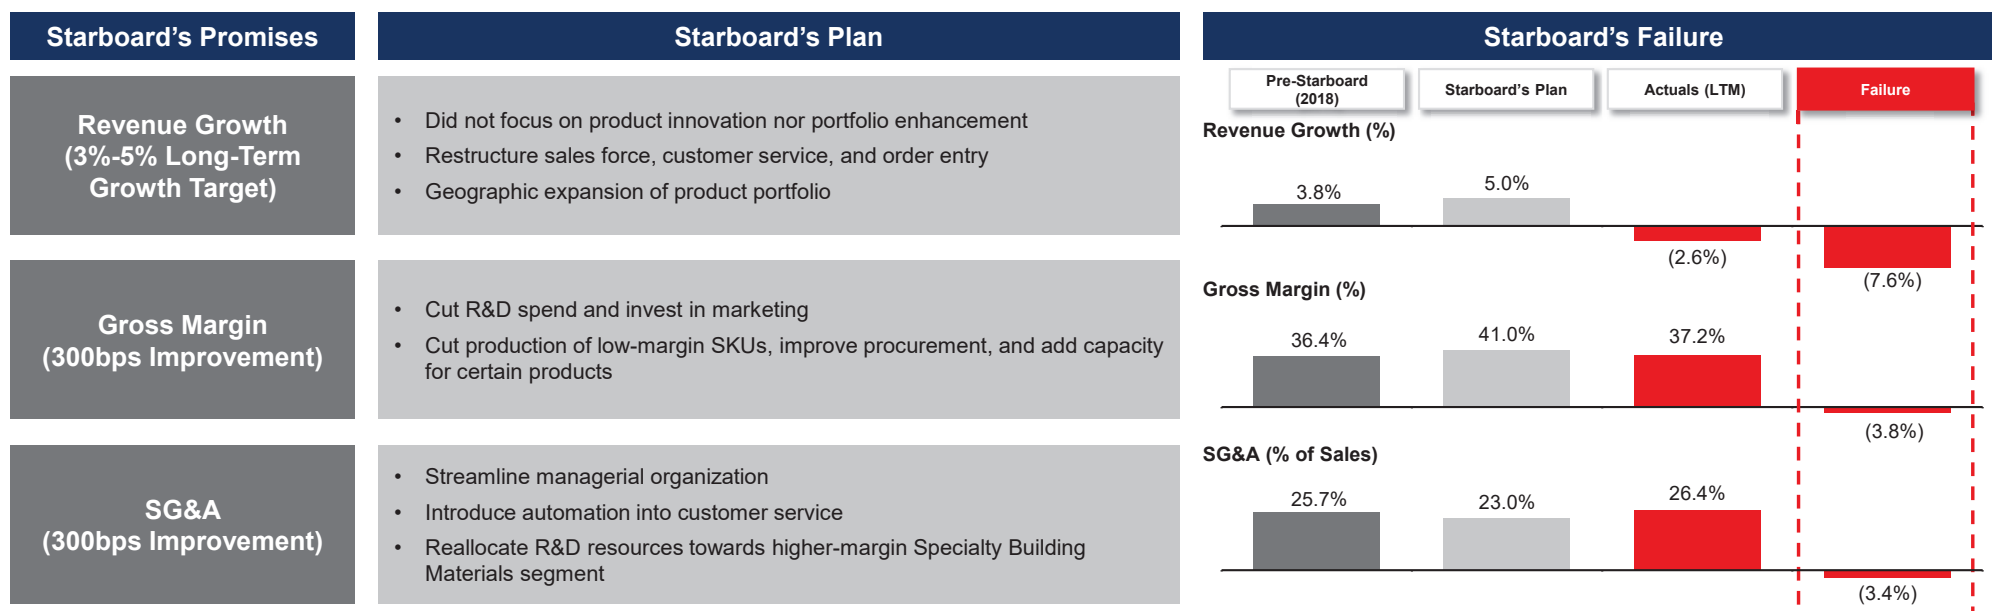 Starboard's Promises
Starboard's Plan
Starboard's Failure
Revenue Growth
(3%-5% Long-Term
Growth Target)
• Did not focus on product innovation nor portfolio enhancement
• Restructure sales force, customer service, and order entry
• Geographic expansion of product portfolio
Pre-Starboard
(2018)
Starboard's Plan
Actuals (LTM)
Failure
Revenue Growth (%)
3.8%
5.0%
(2.6%)
(7.6%)
Gross Margin
(300bps Improvement)
• Cut R&D spend and invest in marketing
• Cut production of low-margin SKUs, improve procurement, and add capacity
for certain products
Gross Margin (%)
36.4%
41.0%
37.2%
(3.8%)
SG&A
(300bps Improvement)
• Streamline managerial organization
• Introduce automation into customer service
• Reallocate R&D resources towards higher-margin Specialty Building
Materials segment
SG&A (% of Sales)
25.7%
23.0%
26.4%
(3.4%)